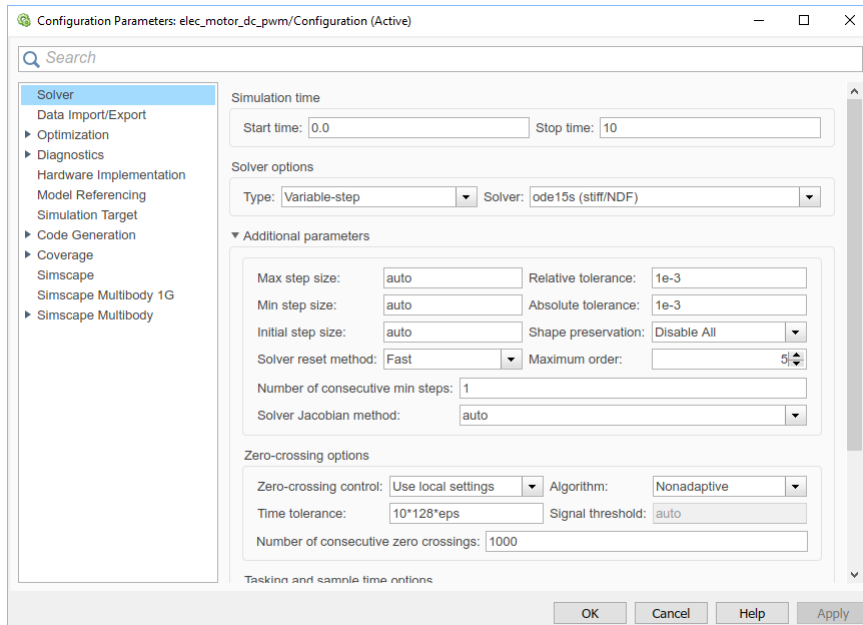 Configuration Parameters: elec_motor_dc_pwm/Configuration (Active)
Search
Solver
Data Import/Export
Optimization
Diagnostics
Hardware Implementation
Model Referencing
Simulation Target
Code Generation
Coverage
Simscape
Simscape Multibody 1G
Simscape Multibody
Simulation time
Start time: 0.0 Stop time: 10
Solver options
Type: Variable-step Solver: ode15s (stiff/NDF)
Additional parameters
Max step size: auto Relative tolerance: 1e-3
Min step size: auto Absolute tolerance: 1e-3
Initial step size: auto Shape preservation: Disable All
Solver reset method: Fast Maximum order: 5
Number of consecutive min steps: 1
Solver Jacobian method: auto
Zero-crossing options
Zero-crossing control: Use local settings Algorithm: Nonadaptive
Time tolerance: 10*128*eps Signal threshold: auto
Number of consecutive zero crossings: 1000
Tasking and sample time options
OK Cancel Help Apply